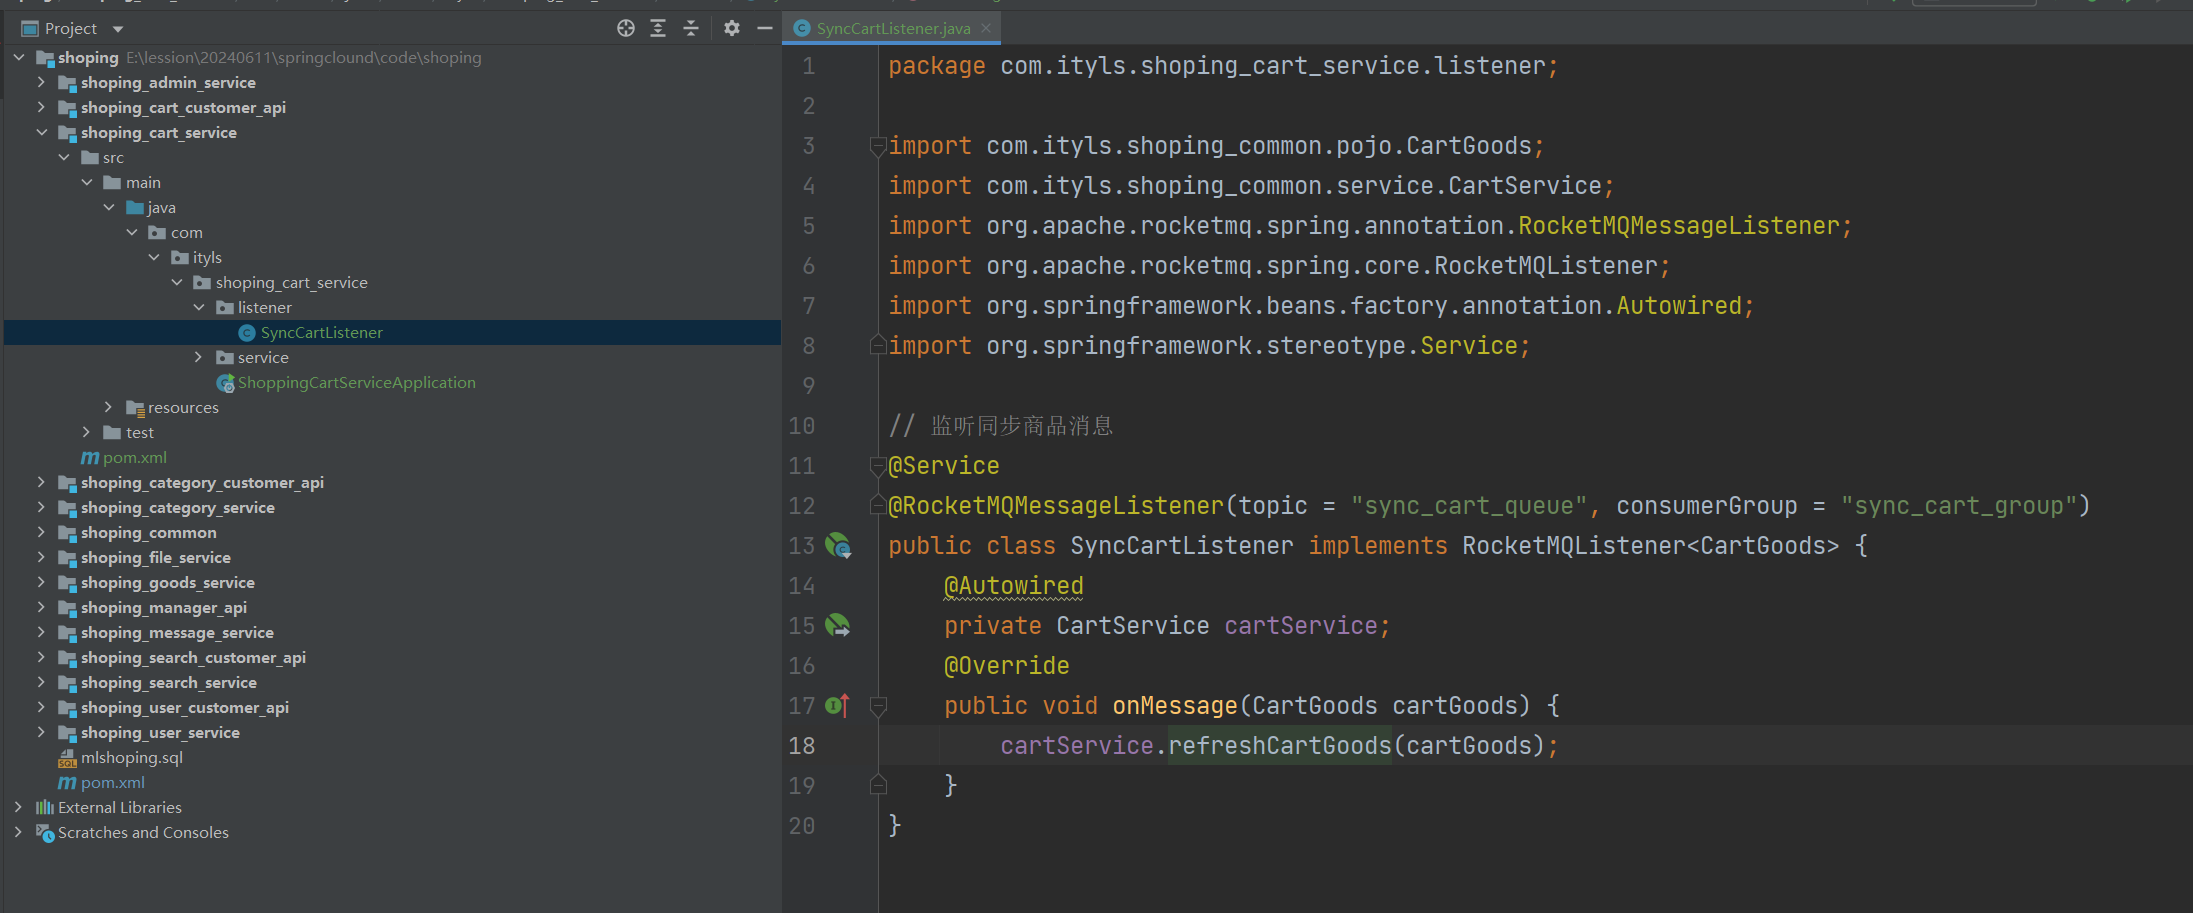 Project
shoping E:\lession\20240611\springclound\code\shoping
shoping_admin_service
shoping_cart_customer_api
shoping_cart_service
src
main
java
com
ityls
shoping_cart_service
listener
SyncCartListener
service
ShoppingCartServiceApplication
resources
test
pom.xml
shoping_category_customer_api
shoping_category_service
shoping_common
shoping_file_service
shoping_goods_service
shoping_manager_api
shoping_message_service
shoping_search_customer_api
shoping_search_service
shoping_user_customer_api
shoping_user_service
mlshoping.sql
pom.xml
External Libraries
Scratches and Consoles
SyncCartListener.java
1 package com.ityls.shoping_cart_service.listener;
2
3 import com.ityls.shoping_common.pojo.CartGoods;
4 import com.ityls.shoping_common.service.CartService;
5 import org.apache.rocketmq.spring.annotation.RocketMQMessageListener;
6 import org.apache.rocketmq.spring.core.RocketMQListener;
7 import org.springframework.beans.factory.annotation.Autowired;
8 import org.springframework.stereotype.Service;
9
10 // 监听同步商品消息
11 @Service
12 @RocketMQMessageListener(topic = "sync_cart_queue", consumerGroup = "sync_cart_group")
13 public class SyncCartListener implements RocketMQListener<CartGoods> {
14 @Autowired
15 private CartService cartService;
16 @Override
17 public void onMessage(CartGoods cartGoods) {
18 cartService.refreshCartGoods(cartGoods);
19 }
20 }